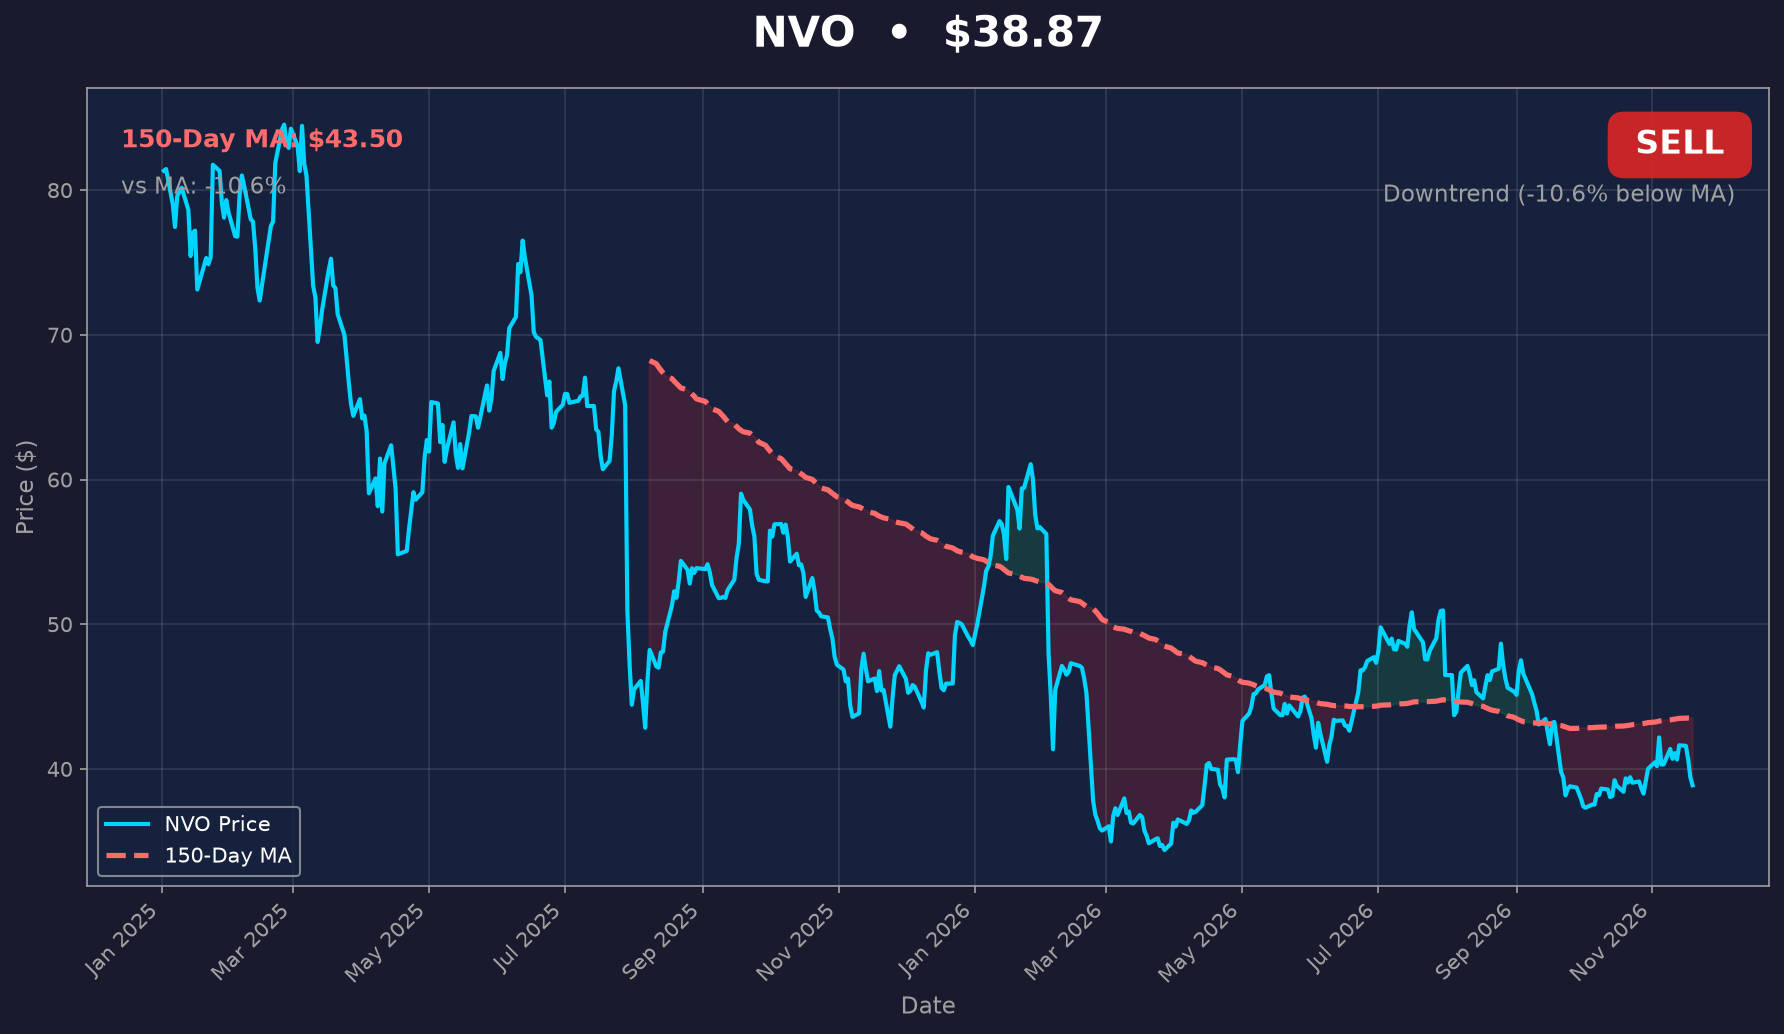 NVO • $38.87
150-Day MA: $43.50
vs MA: -10.6%
SELL
Downtrend (-10.6% below MA)
Price ($)
80
70
60
50
40
NVO Price
150-Day MA
Jan 2025
Mar 2025
May 2025
Jul 2025
Sep 2025
Nov 2025
Jan 2026
Mar 2026
May 2026
Jul 2026
Sep 2026
Nov 2026
Date